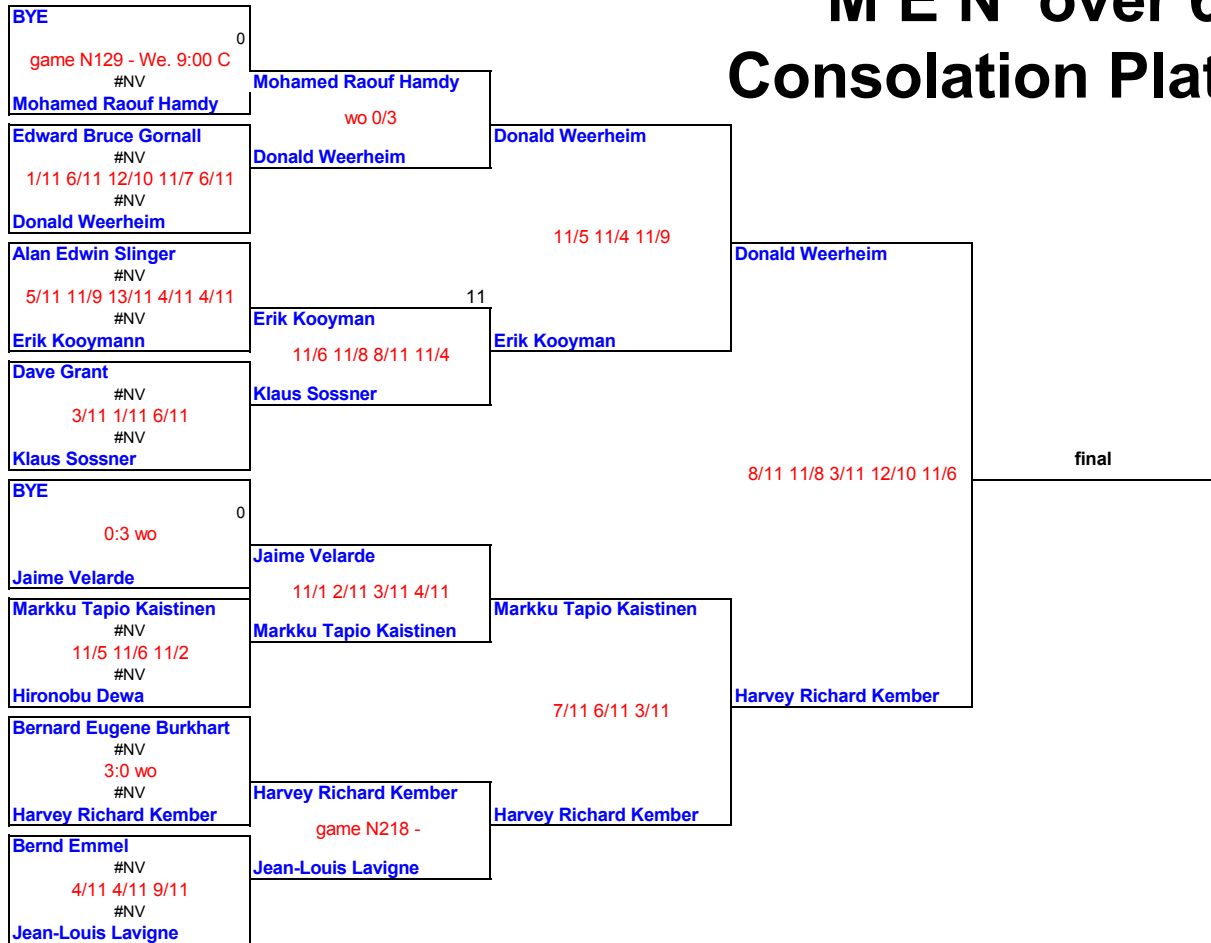 M E N over 6
Consolation Plat
BYE
0
game N129 - We. 9:00 C
#NV
Mohamed Raouf Hamdy
Edward Bruce Gornall
#NV
1/11 6/11 12/10 11/7 6/11
#NV
Donald Weerheim
Alan Edwin Slinger
#NV
5/11 11/9 13/11 4/11 4/11
#NV
Erik Kooymann
Dave Grant
#NV
3/11 1/11 6/11
#NV
Klaus Sossner
BYE
0
0:3 wo
Jaime Velarde
Markku Tapio Kaistinen
#NV
11/5 11/6 11/2
#NV
Hironobu Dewa
Bernard Eugene Burkhart
#NV
3:0 wo
#NV
Harvey Richard Kember
Bernd Emmel
#NV
4/11 4/11 9/11
#NV
Jean-Louis Lavigne
Mohamed Raouf Hamdy
wo 0/3
Donald Weerheim
11
Erik Kooyman
11/6 11/8 8/11 11/4
Klaus Sossner
Jaime Velarde
11/1 2/11 3/11 4/11
Markku Tapio Kaistinen
Harvey Richard Kember
game N218 -
Jean-Louis Lavigne
Donald Weerheim
11/5 11/4 11/9
Erik Kooyman
Markku Tapio Kaistinen
7/11 6/11 3/11
Harvey Richard Kember
Donald Weerheim
8/11 11/8 3/11 12/10 11/6
Harvey Richard Kember
final